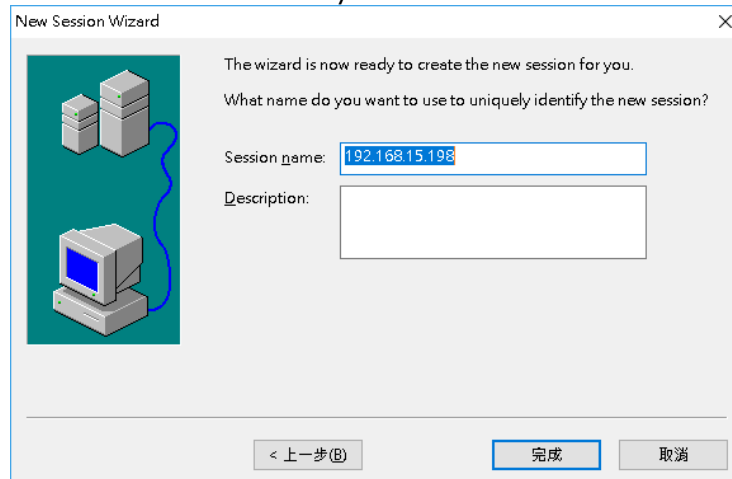 New Session Wizard
The wizard is now ready to create the new session for you.
What name do you want to use to uniquely identify the new session?
Session name: 192.168.15.198
Description:
< 上一步(B) 完成 取消